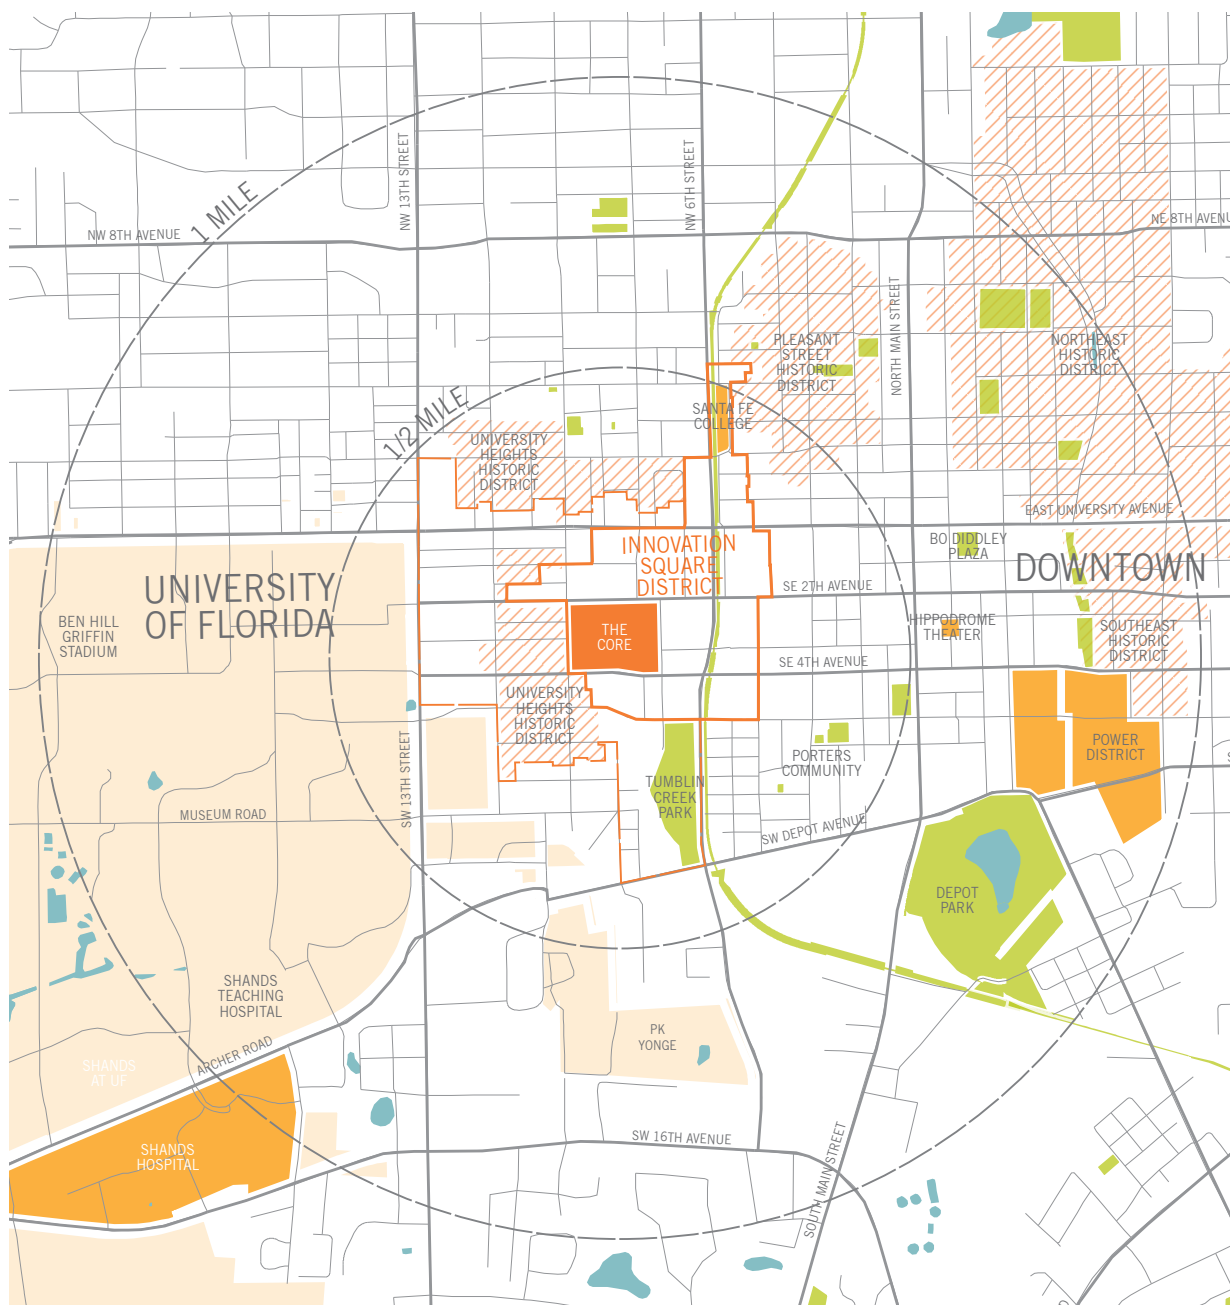 1 MILE
NW 8TH AVENUE
NW 13TH STREET
NW 6TH STREET
NE 8TH AVENU
NORTH MAIN STREET
PLEASANT
STREET
HISTORIC
DISTRICT
NORTHEAST
HISTORIC
DISTRICT
1/2 MILE
SANTA FE
COLLEGE
UNIVERSITY
HEIGHTS
HISTORIC
DISTRICT
EAST UNIVERSITY AVENUE
INNOVATION
SQUARE
DISTRICT
BO DIDDLEY
PLAZA
DOWNTOWN
UNIVERSITY
OF FLORIDA
SE 2TH AVENUE
BEN HILL
GRIFFIN
STADIUM
THE
CORE
HIPPODROME
THEATER
SOUTHEAST
HISTORIC
DISTRICT
SE 4TH AVENUE
UNIVERSITY
HEIGHTS
HISTORIC
DISTRICT
SW 13TH STREET
POWER
DISTRICT
PORTERS
COMMUNITY
TUMBLIN
CREEK
PARK
MUSEUM ROAD
SW DEPOT AVENUE
DEPOT
PARK
SHANDS
TEACHING
HOSPITAL
PK
YONGE
ARCHER ROAD
SHANDS
AT UF
SW 16TH AVENUE
SHANDS
HOSPITAL
SOUTH MAIN STREET